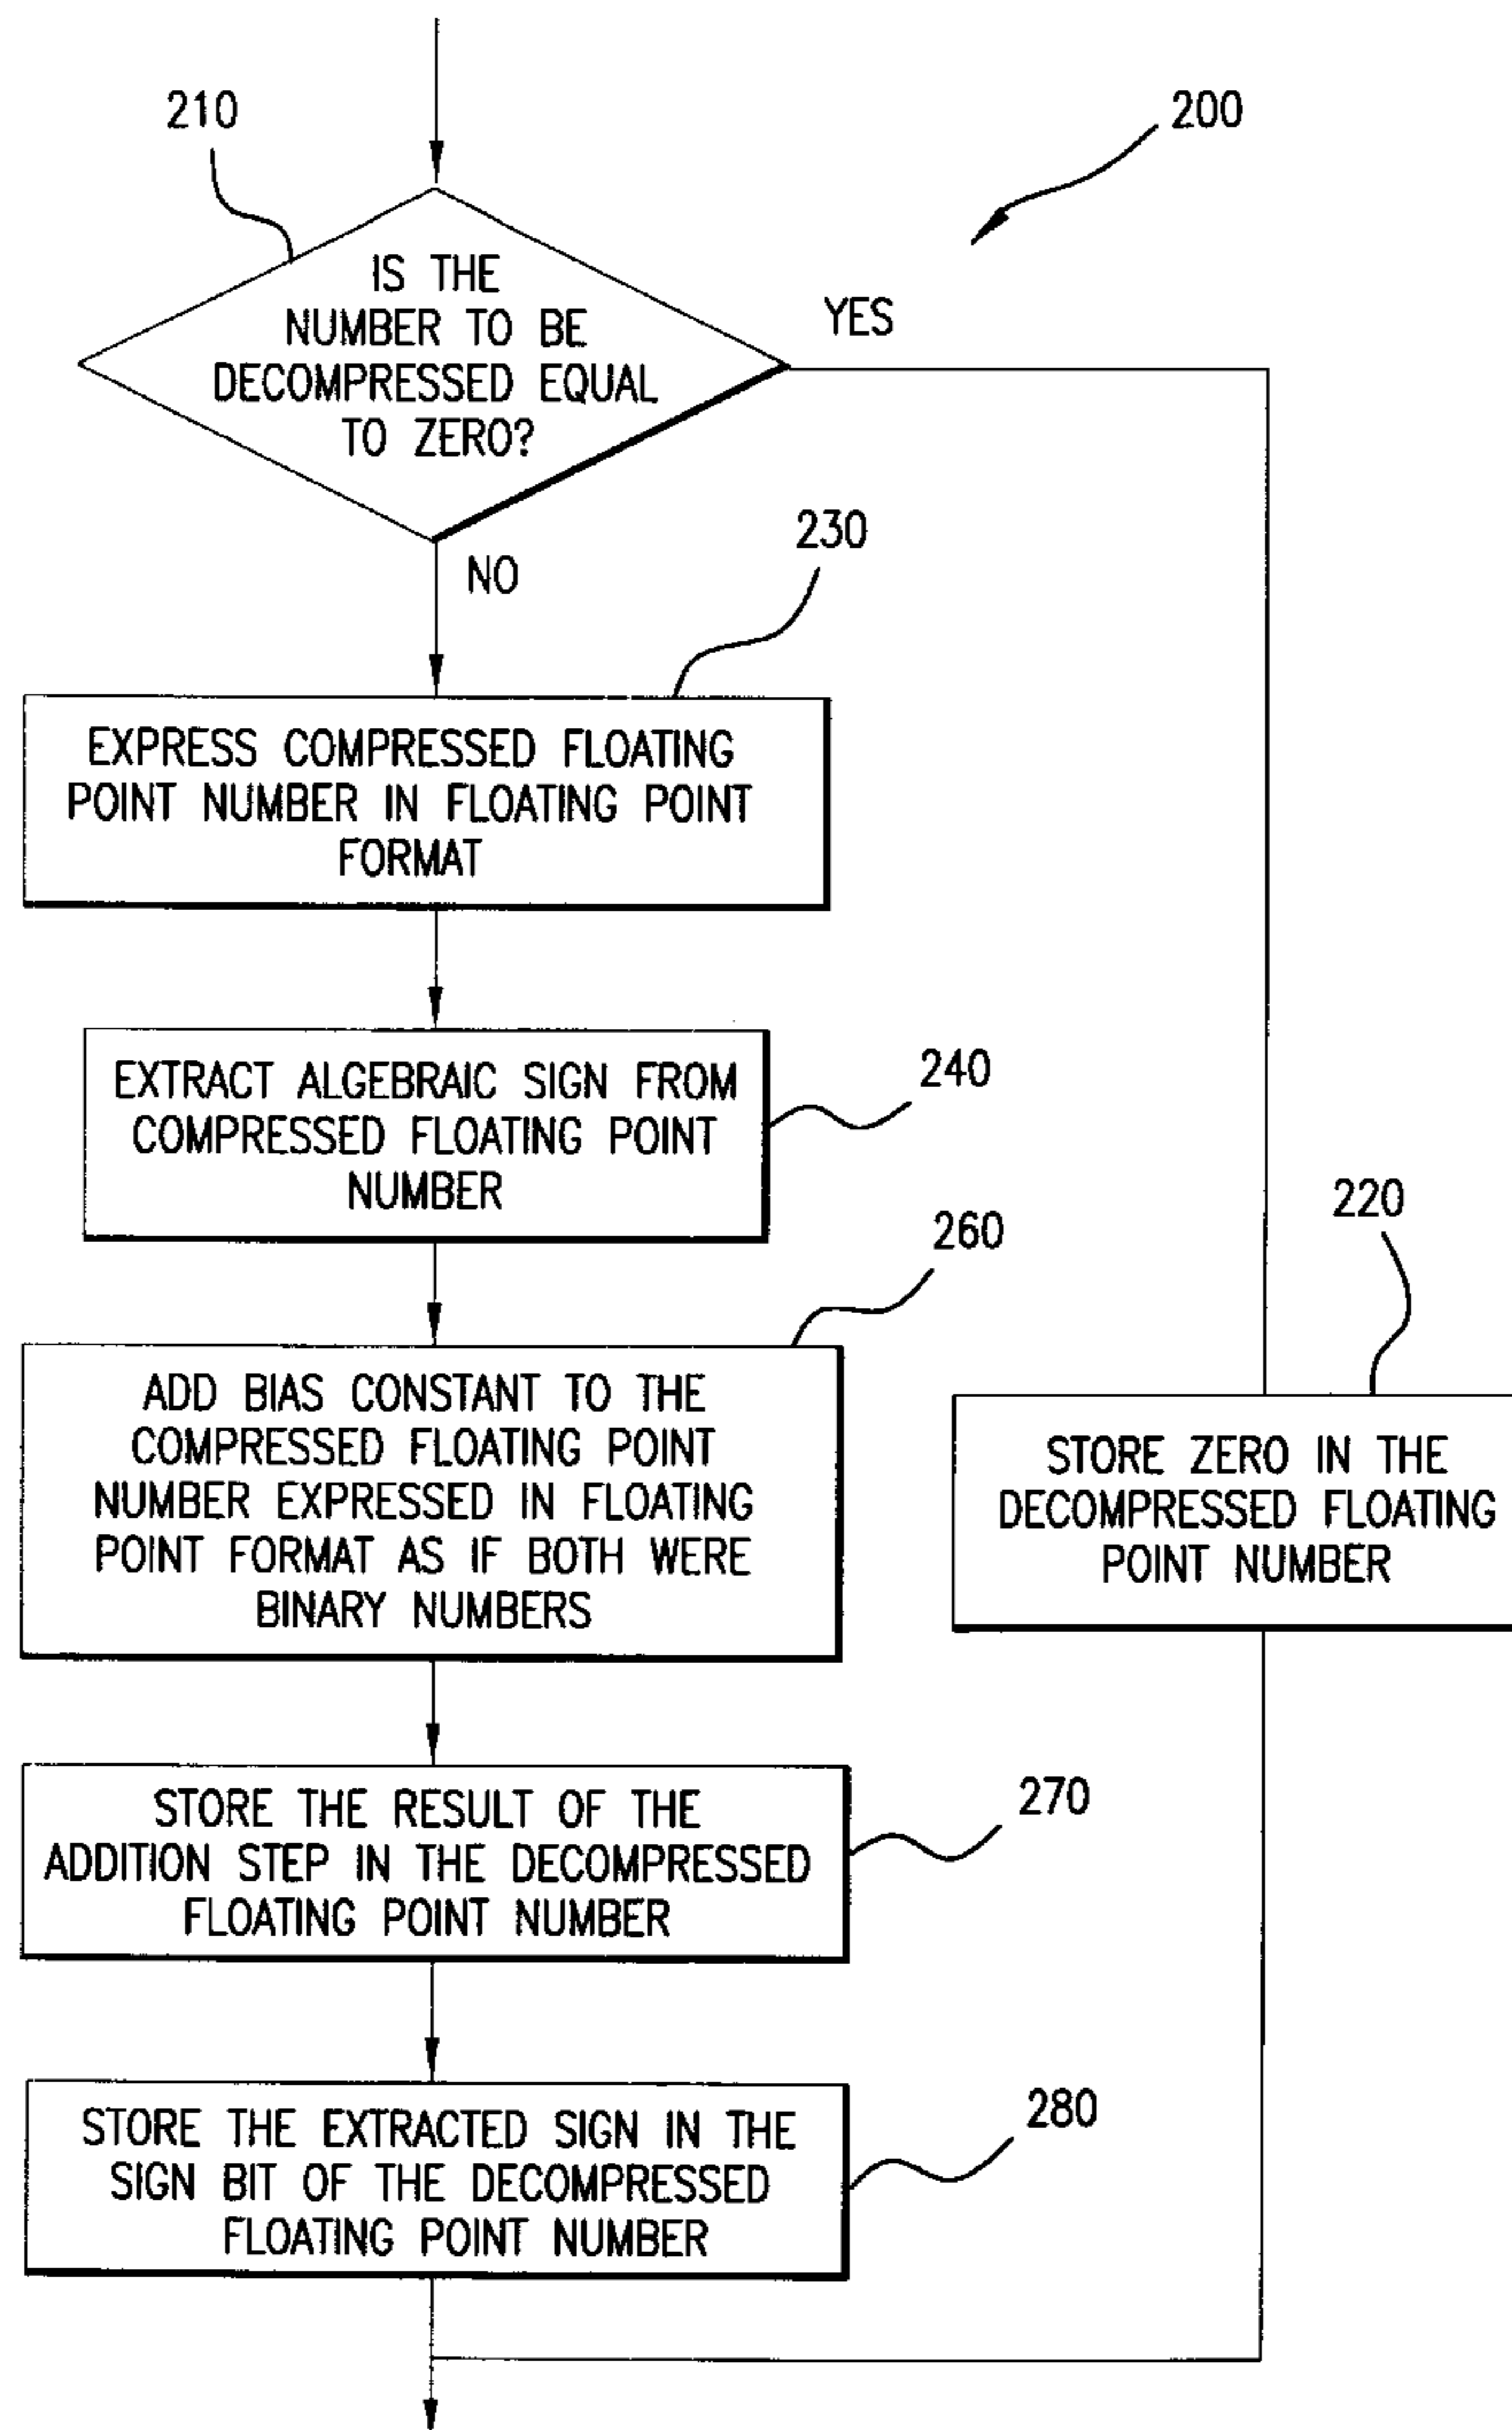 210
200
IS THE
NUMBER TO BE
DECOMPRESSED EQUAL
TO ZERO?
YES
NO
230
EXPRESS COMPRESSED FLOATING
POINT NUMBER IN FLOATING POINT
FORMAT
240
EXTRACT ALGEBRAIC SIGN FROM
COMPRESSED FLOATING POINT
NUMBER
260
ADD BIAS CONSTANT TO THE
COMPRESSED FLOATING POINT
NUMBER EXPRESSED IN FLOATING
POINT FORMAT AS IF BOTH WERE
BINARY NUMBERS
220
STORE ZERO IN THE
DECOMPRESSED FLOATING
POINT NUMBER
270
STORE THE RESULT OF THE
ADDITION STEP IN THE DECOMPRESSED
FLOATING POINT NUMBER
280
STORE THE EXTRACTED SIGN IN THE
SIGN BIT OF THE DECOMPRESSED
FLOATING POINT NUMBER